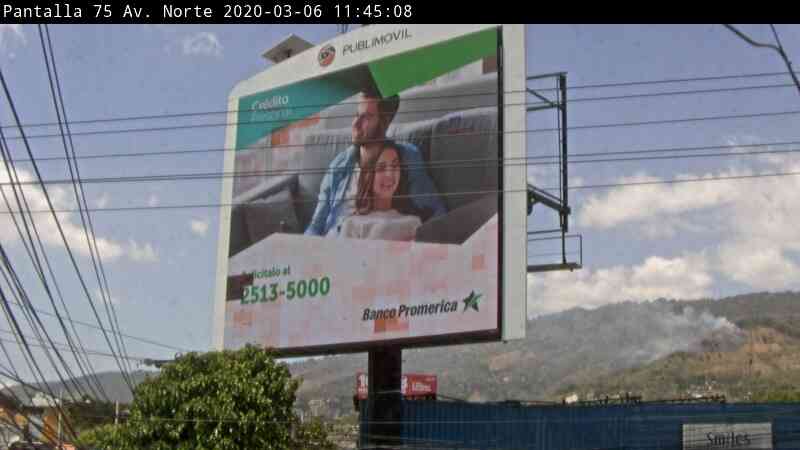 Pantalla 75 Av. Norte 2020-03-06 11:45:08
PUBLIMOVIL
Crédito
Personal
Solicítalo al
2513-5000
Banco Promerica
Smiles